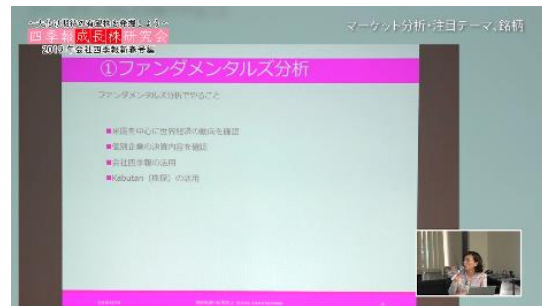 四季報成長株研究会
2019年会社四季報新春号編
マーケット分析・注目テーマ、銘柄
①ファンダメンタルズ分析
ファンダメンタルズ分析でやること
■米国を中心に世界経済の動向を確認
■個別企業の決算内容を確認
■会社四季報の活用
■Kabutan（株探）の活用